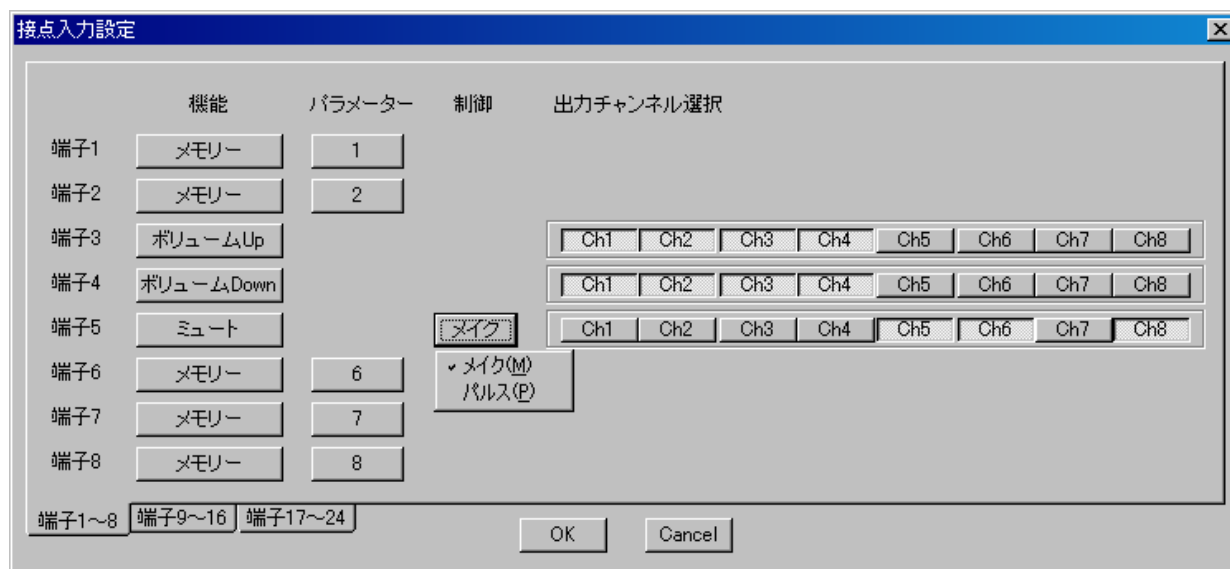 接点入力設定
機能 パラメーター 制御 出力チャンネル選択
端子1 メモリー 1
端子2 メモリー 2
端子3 ボリュームUp Ch1 Ch2 Ch3 Ch4 Ch5 Ch6 Ch7 Ch8
端子4 ボリュームDown Ch1 Ch2 Ch3 Ch4 Ch5 Ch6 Ch7 Ch8
端子5 ミュート メイク Ch1 Ch2 Ch3 Ch4 Ch5 Ch6 Ch7 Ch8
端子6 メモリー 6 メイク(M)
パルス(P)
端子7 メモリー 7
端子8 メモリー 8
端子1～8 端子9～16 端子17～24
OK Cancel